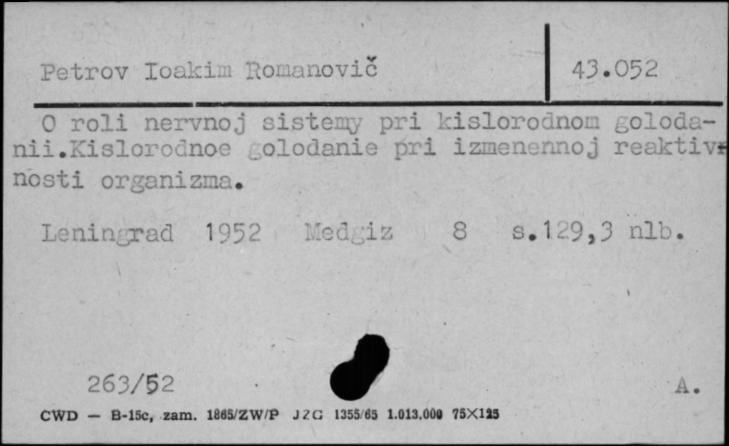 Petrov Ioakim Romanovič 43.052
O roli nervnoj sistemy pri kislorodnom goloda-
nii.Kislorodnoe golodanie pri izmenennoj reaktiv-
nosti organizma.
Leningrad 1952 Medgiz 8 s.129,3 nlb.
263/52 A.
CWD — B-15c, zam. 1865/ZW/P JZG 1355/65 1.013.000 75×125